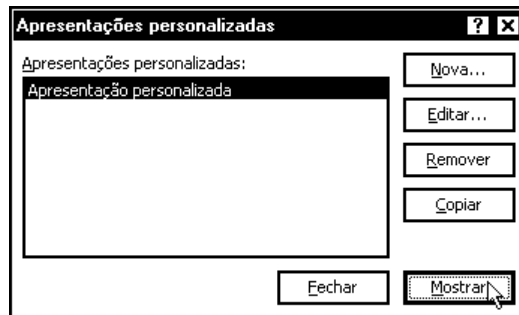 Apresentações personalizadas
Apresentações personalizadas:
Apresentação personalizada
Nova...
Editar...
Remover
Copiar
Fechar
Mostrar